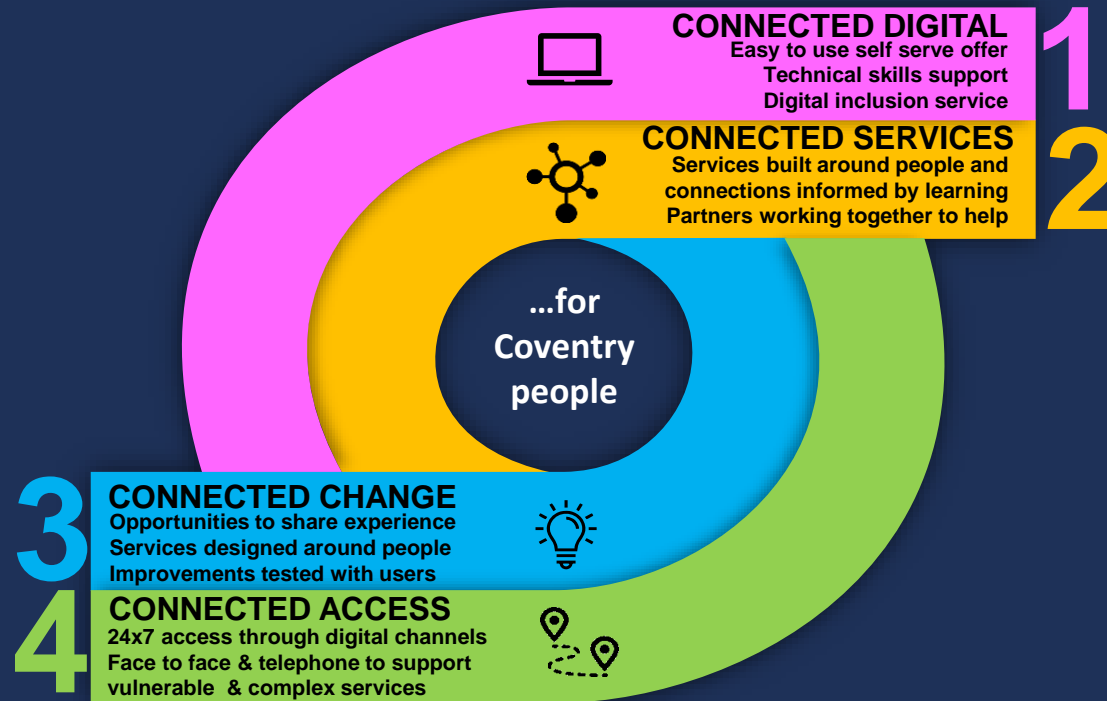 1
CONNECTED DIGITAL
Easy to use self serve offer
Technical skills support
Digital inclusion service
2
CONNECTED SERVICES
Services built around people and
connections informed by learning
Partners working together to help
…for
Coventry
people
3
CONNECTED CHANGE
Opportunities to share experience
Services designed around people
Improvements tested with users
4
CONNECTED ACCESS
24x7 access through digital channels
Face to face & telephone to support
vulnerable & complex services